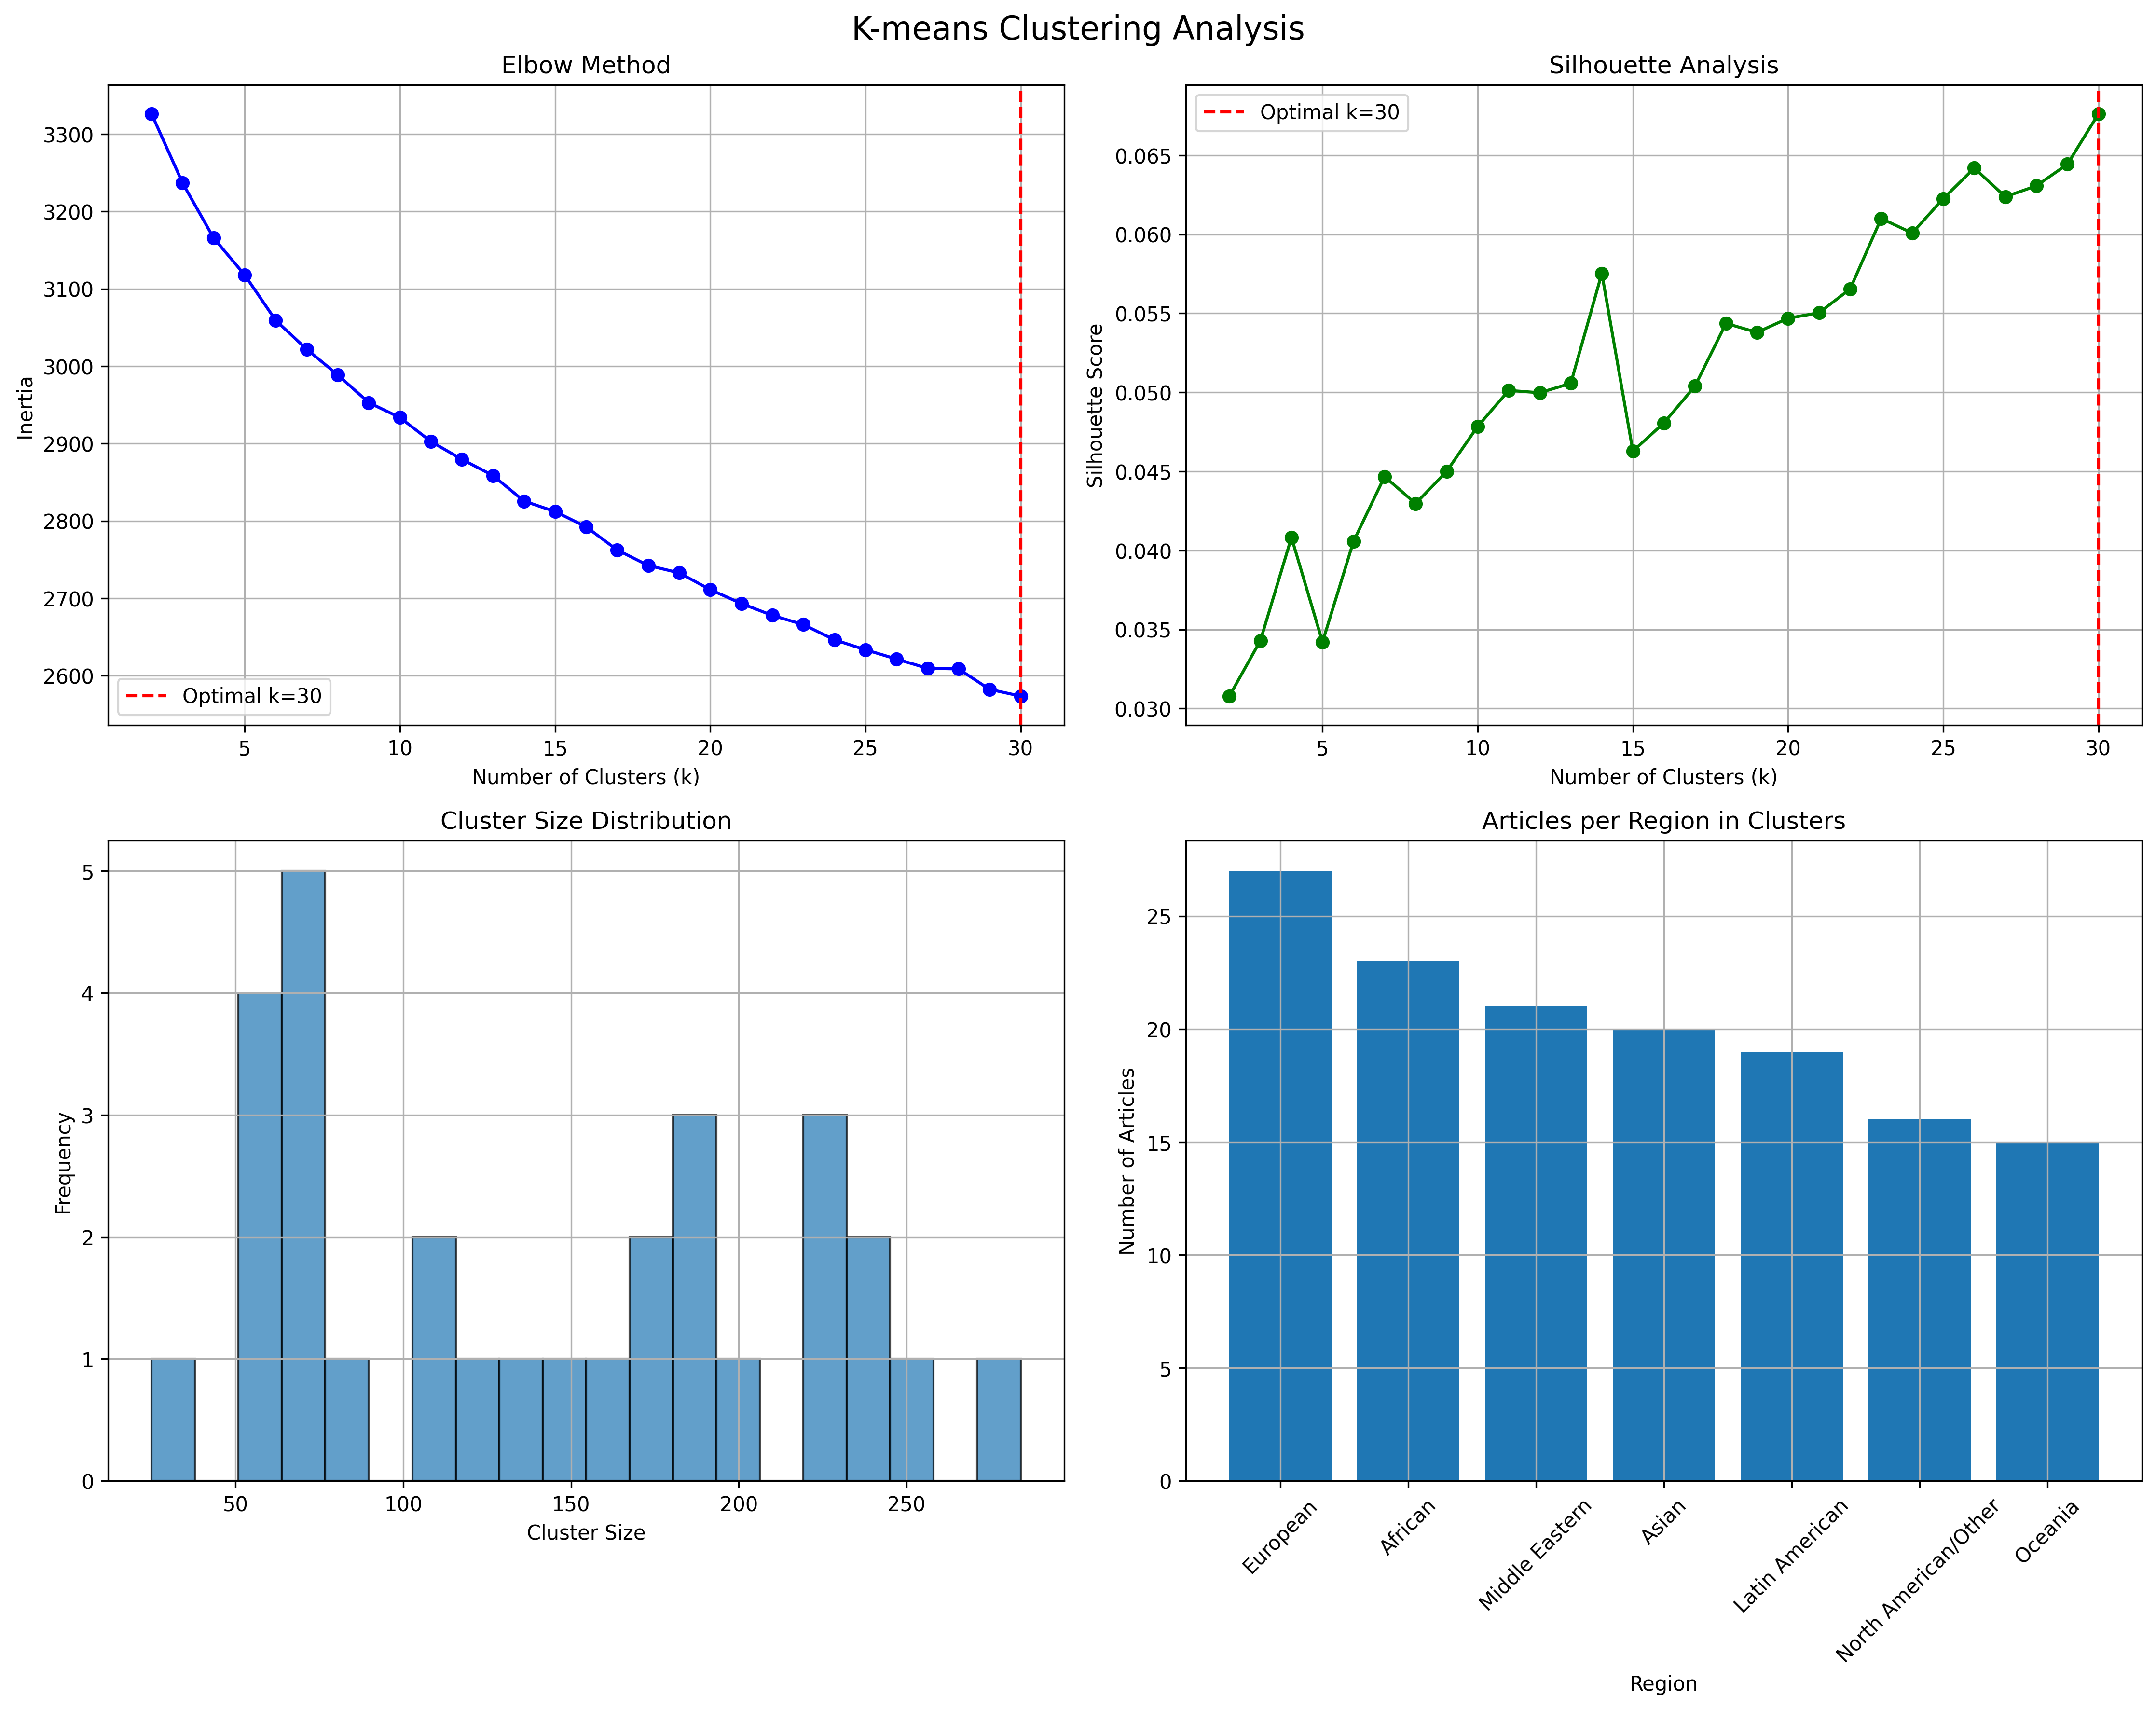 K-means Clustering Analysis
Elbow Method
Inertia
3300
3200
3100
3000
2900
2800
2700
2600
Optimal k=30
5 10 15 20 25 30
Number of Clusters (k)
Silhouette Analysis
Silhouette Score
Optimal k=30
0.065
0.060
0.055
0.050
0.045
0.040
0.035
0.030
5 10 15 20 25 30
Number of Clusters (k)
Cluster Size Distribution
Frequency
5
4
3
2
1
0
50 100 150 200 250
Cluster Size
Articles per Region in Clusters
Number of Articles
25
20
15
10
5
0
European
African
Middle Eastern
Asian
Latin American
North American/Other
Oceania
Region